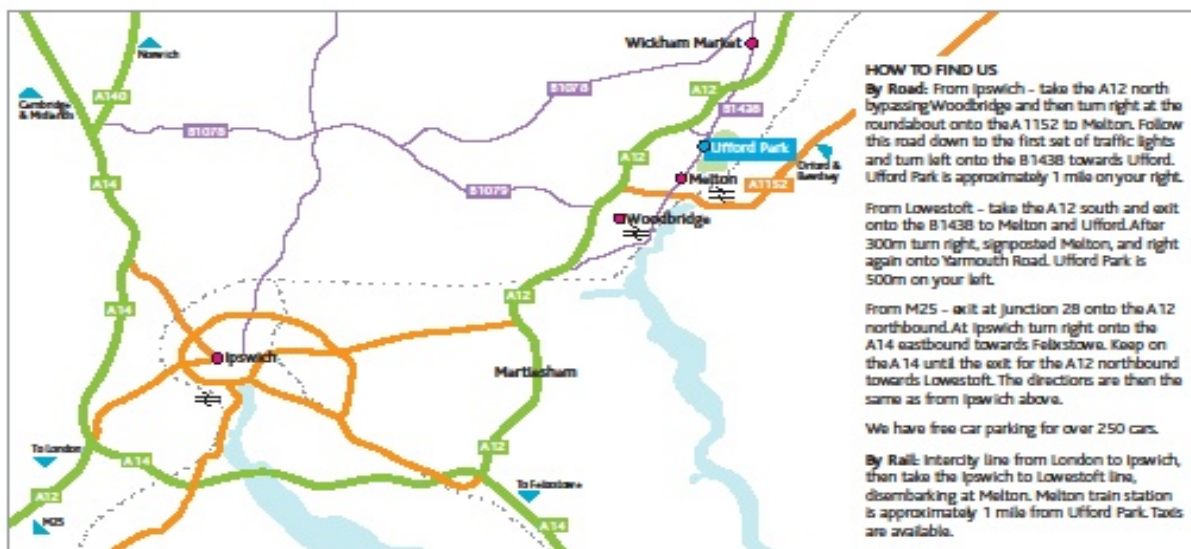 Norwich
Wickham Market
Cambridge
& Midlands
A140
B1078
A12
B1438
B1078
Ufford Park
A12
Orford &
A14
B1079
Melton
A1152
Woodbridge
A12
A14
Ipswich
Martlesham
To London
A14
A12
To Felixstowe
A12
M25
A14
HOW TO FIND US
By Road: From Ipswich - take the A12 north
bypassing Woodbridge and then turn right at the
roundabout onto the A1152 to Melton. Follow
this road down to the first set of traffic lights
and turn left onto the B1438 towards Ufford.
Ufford Park is approximately 1 mile on your right.
From Lowestoft - take the A12 south and exit
onto the B1438 to Melton and Ufford. After
300m turn right, signposted Melton, and right
again onto Yarmouth Road. Ufford Park is
500m on your left.
From M25 - exit at Junction 28 onto the A12
northbound. At Ipswich turn right onto the
A14 eastbound towards Felixstowe. Keep on
the A14 until the exit for the A12 northbound
towards Lowestoft. The directions are then the
same as from Ipswich above.
We have free car parking for over 250 cars.
By Rail: Intercity line from London to Ipswich,
then take the Ipswich to Lowestoft line,
disembarking at Melton. Melton train station
is approximately 1 mile from Ufford Park. Taxis
are available.